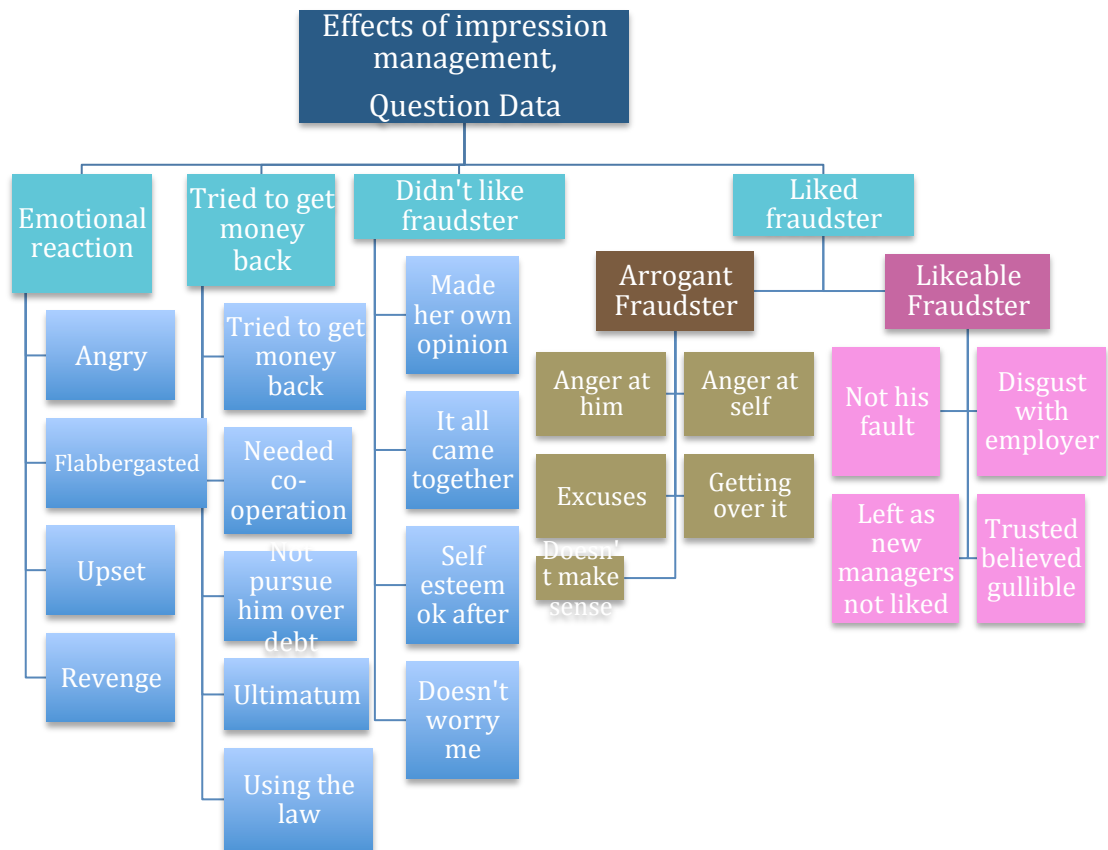 Effects of impression
management,
Question Data
Emotional
reaction
Angry
Flabbergasted
Upset
Revenge
Tried to get
money
back
Tried to get
money
back
Needed
co-
operation
Not
pursue
him over
debt
Ultimatum
Using the
law
Didn't like
fraudster
Made
her own
opinion
It all
came
together
Self
esteem
ok after
Doesn't
worry
me
Liked
fraudster
Arrogant
Fraudster
Anger at
him
Anger at
self
Excuses
Getting
over it
Doesn'
t make
sense
Likeable
Fraudster
Not his
fault
Disgust
with
employer
Left as
new
managers
not liked
Trusted
believed
gullible